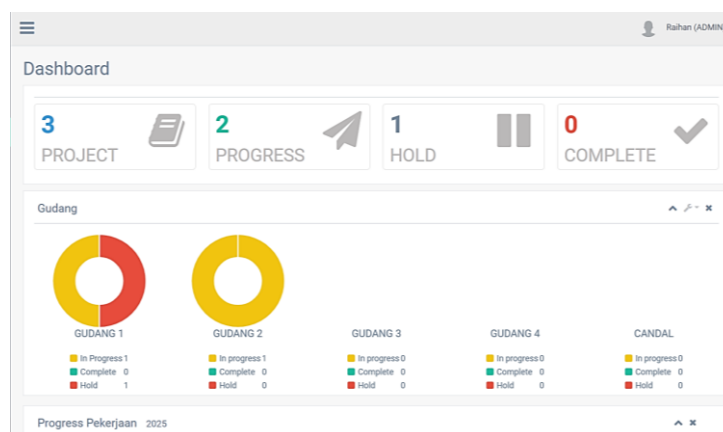 Raihan (ADMIN
Dashboard
3
PROJECT
2
PROGRESS
1
HOLD
0
COMPLETE
Gudang
GUDANG 1
In Progress 1
Complete 0
Hold 1
GUDANG 2
In progress 1
Complete 0
Hold 0
GUDANG 3
In progress 0
Complete 0
Hold 0
GUDANG 4
In progress 0
Complete 0
Hold 0
CANDAL
In progress 0
Complete 0
Hold 0
Progress Pekerjaan 2025